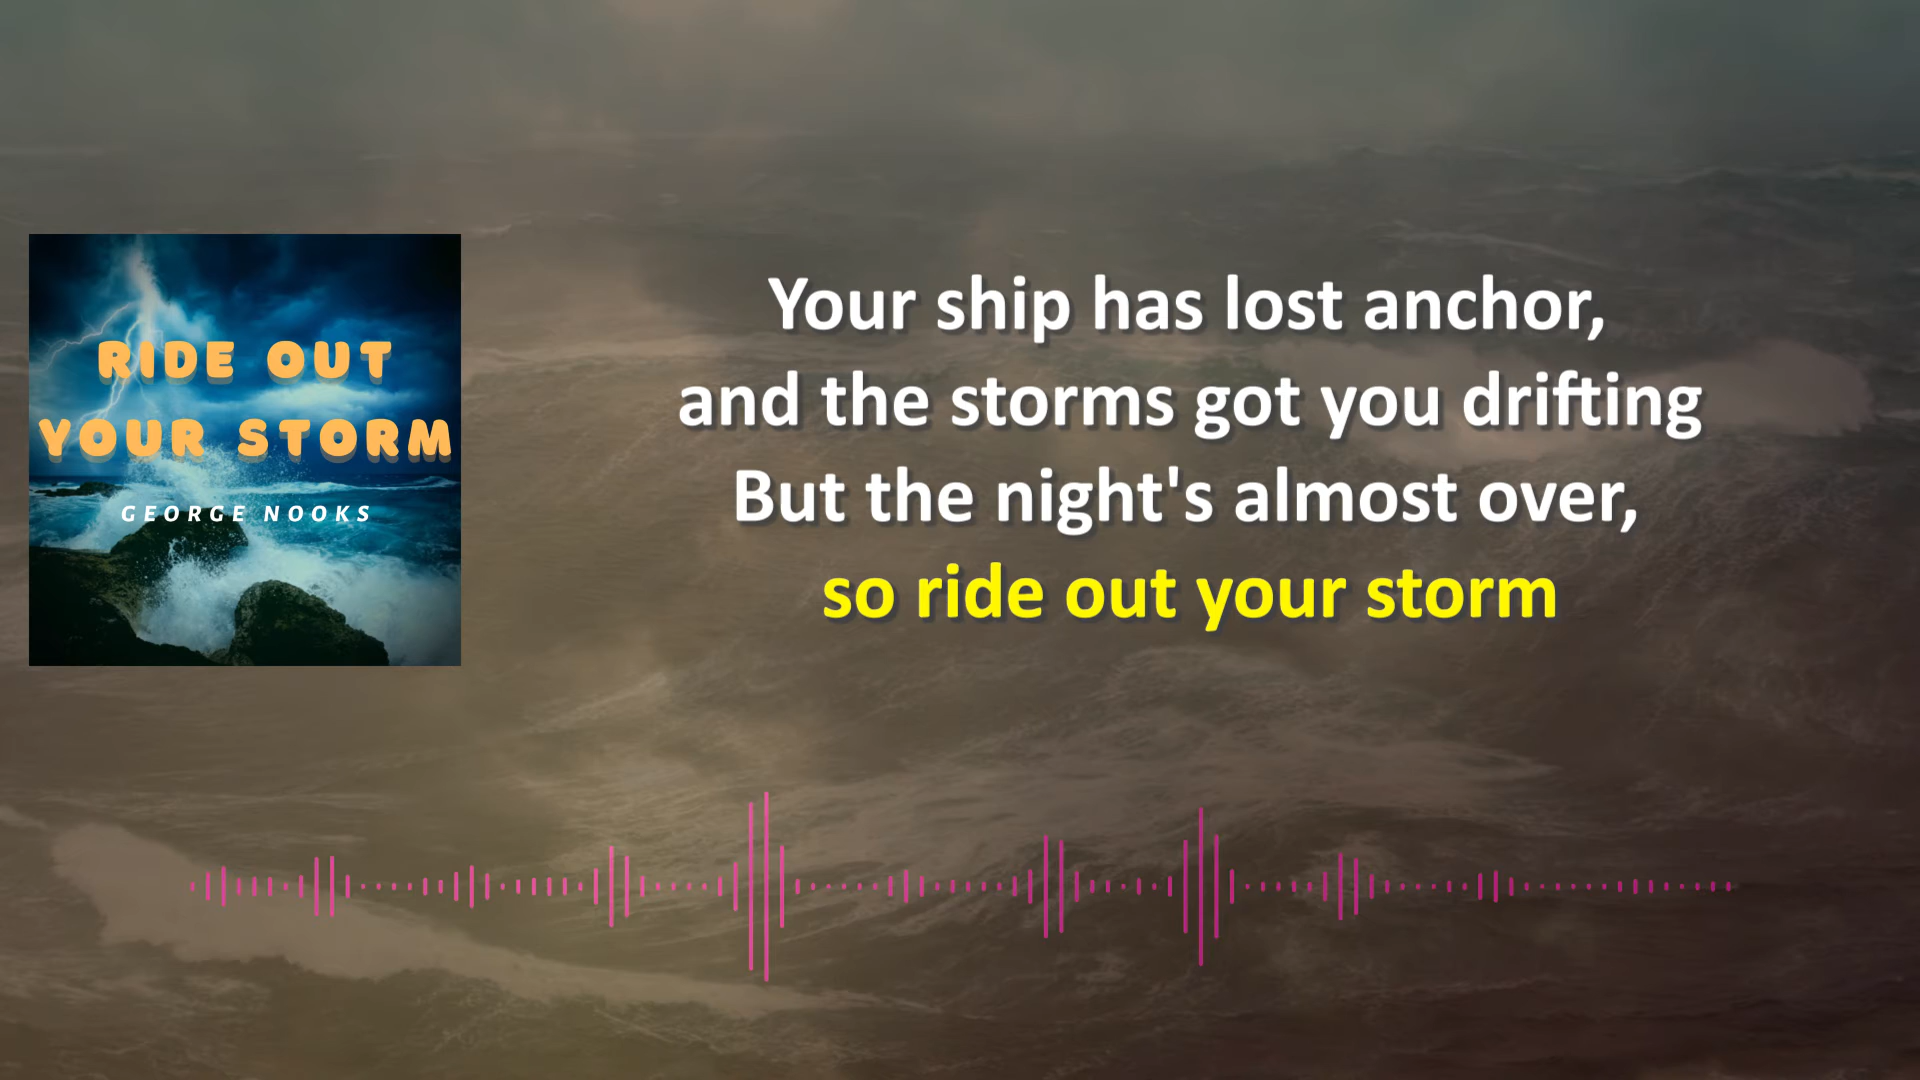 RIDE OUT
YOUR STORM
GEORGE NOOKS
Your ship has lost anchor,
and the storms got you drifting
But the night's almost over,
so ride out your storm